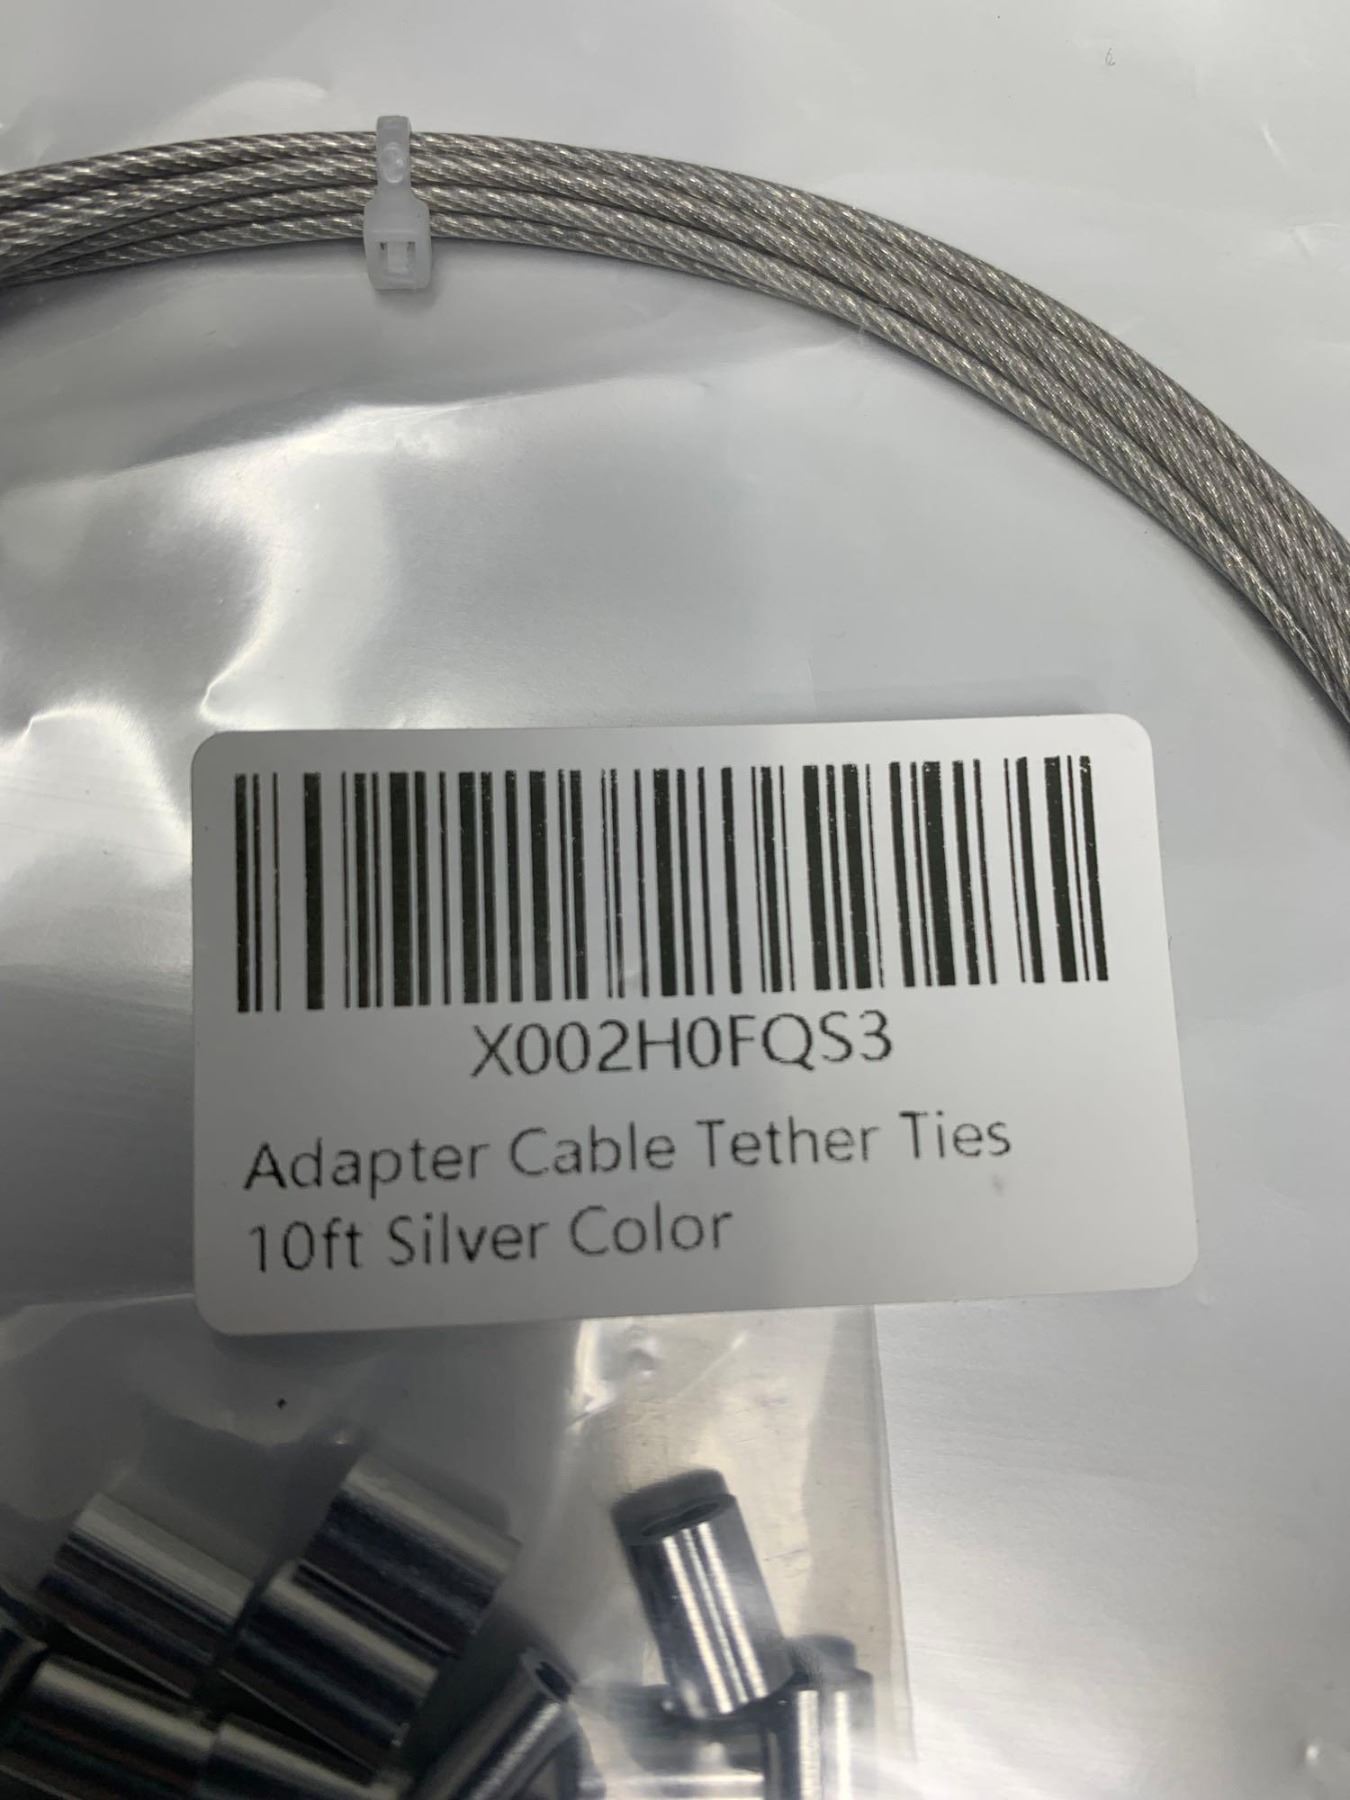 X002H0FQS3
Adapter Cable Tether Ties
10ft Silver Color